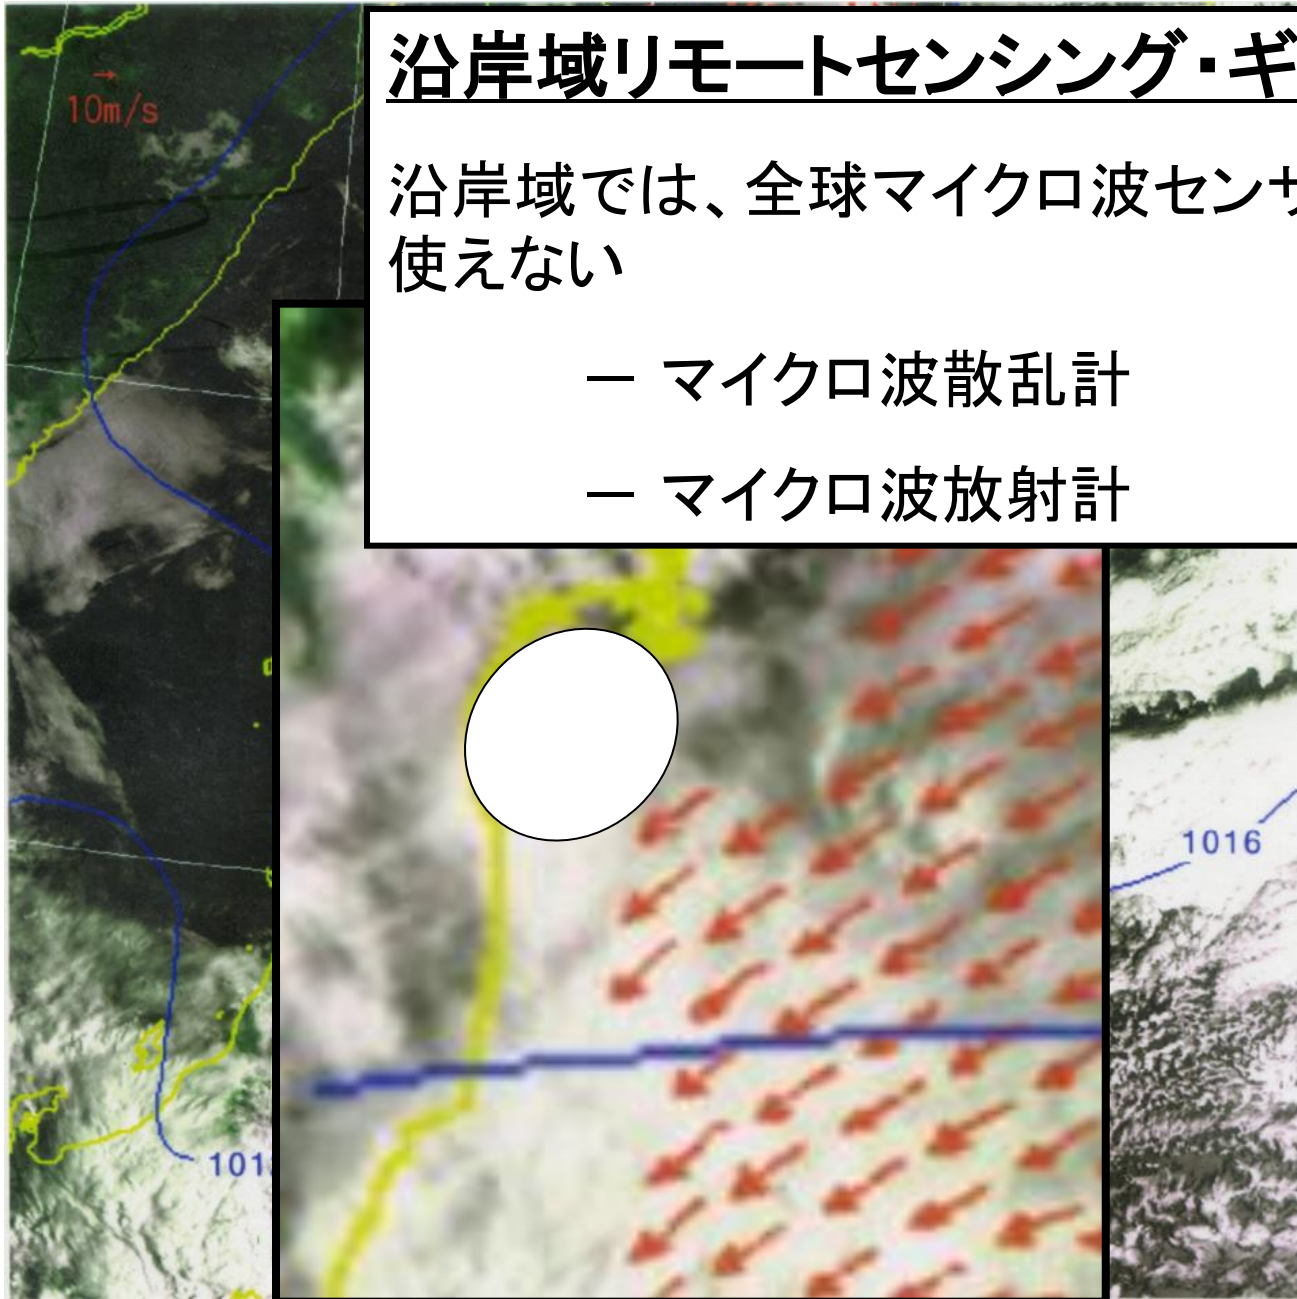 沿岸域リモートセンシング・ギ
沿岸域では、全球マイクロ波センサ
使えない
－ マイクロ波散乱計
－ マイクロ波放射計
10m/s
1016
101